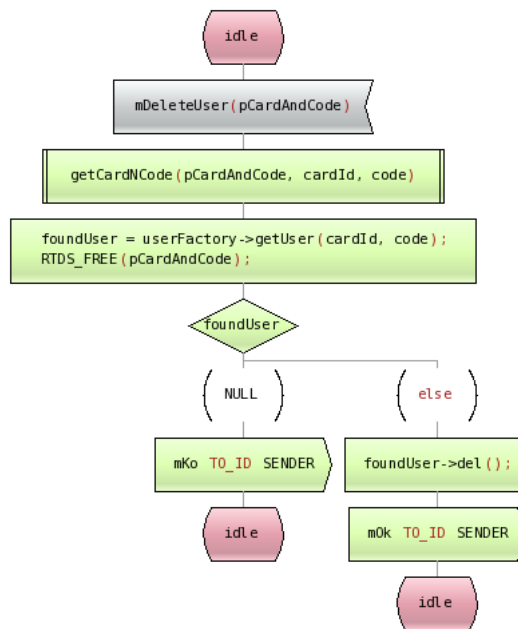 idle
mDeleteUser(pCardAndCode)
getCardNCode(pCardAndCode, cardId, code)
foundUser = userFactory->getUser(cardId, code);
RTDS_FREE(pCardAndCode);
foundUser
NULL
else
mKo TO_ID SENDER
foundUser->del();
idle
mOk TO_ID SENDER
idle